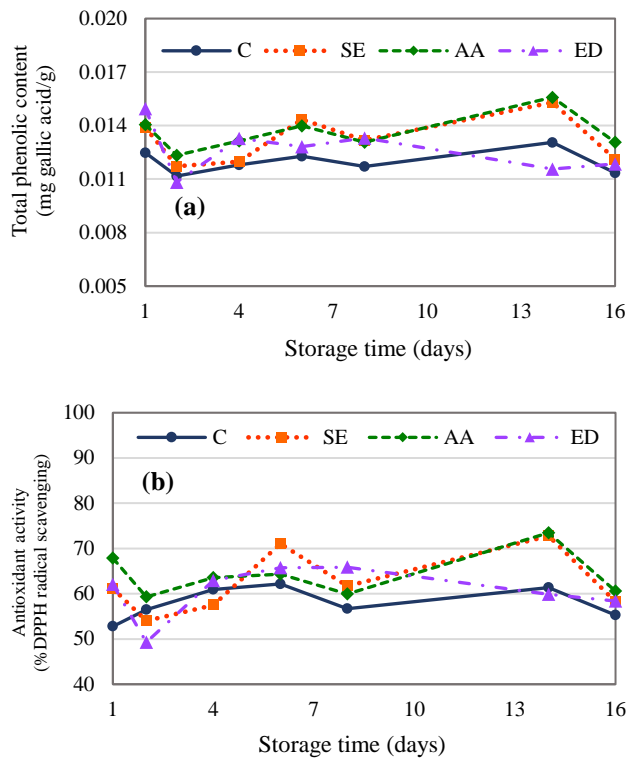 Total phenolic content
(mg gallic acid/g)
0.020
0.017
0.014
0.011
0.008
0.005
C SE AA ED
(a)
1 4 7 10 13 16
Storage time (days)
Antioxidant activity
(%DPPH radical scavenging)
100
90
80
70
60
50
40
C SE AA ED
(b)
1 4 7 10 13 16
Storage time (days)